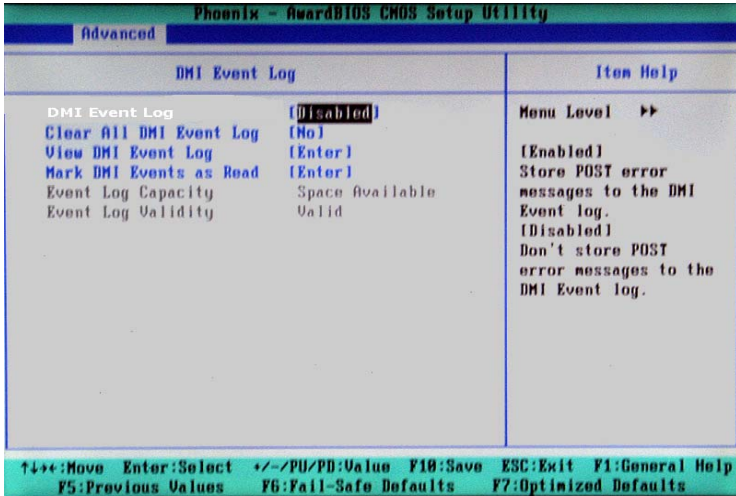 Phoenix - AwardBIOS CMOS Setup Utility
Advanced
DMI Event Log
Item Help
DMI Event Log [Disabled]
Clear All DMI Event Log [No]
View DMI Event Log [Enter]
Mark DMI Events as Read [Enter]
Event Log Capacity Space Available
Event Log Validity Valid
Menu Level ▶▶
[Enabled]
Store POST error
messages to the DMI
Event log.
[Disabled]
Don't store POST
error messages to the
DMI Event log.
↑↓→←:Move Enter:Select +/-/PU/PD:Value F10:Save ESC:Exit F1:General Help
F5:Previous Values F6:Fail-Safe Defaults F7:Optimized Defaults